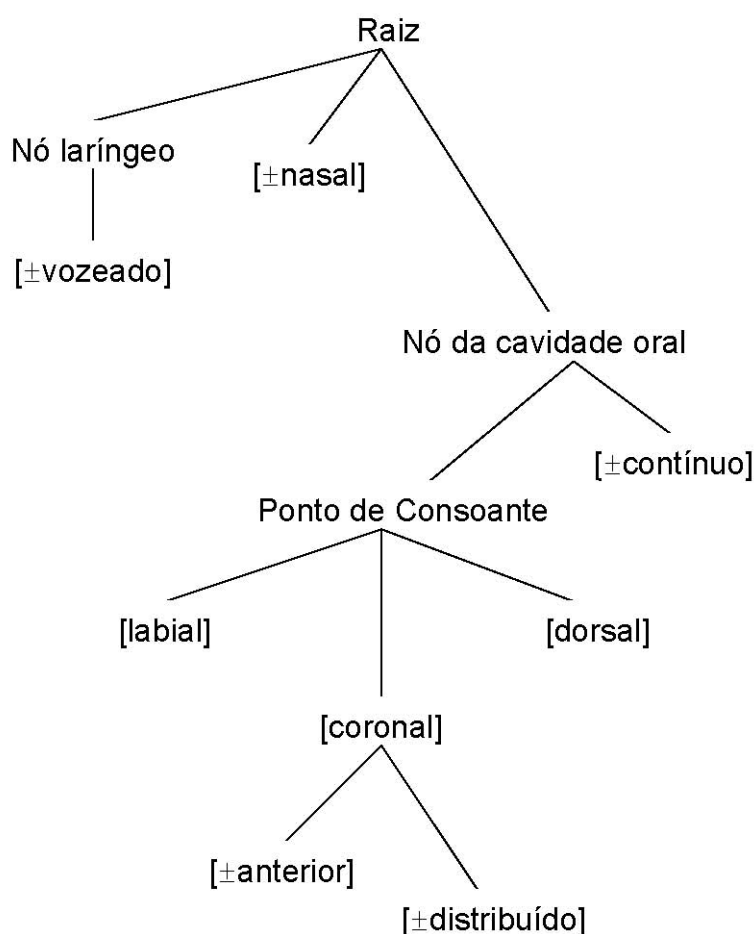 Raiz
Nó laríngeo
[±nasal]
[±vozeado]
Nó da cavidade oral
[±contínuo]
Ponto de Consoante
[labial]
[dorsal]
[coronal]
[±anterior]
[±distribuído]